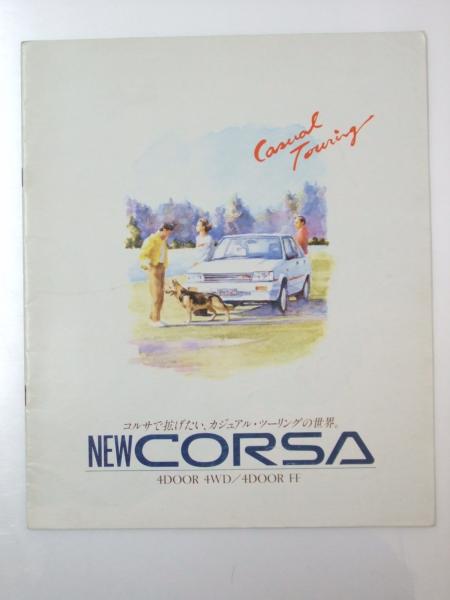 Casual
Touring
コルサで拡げたい、カジュアル・ツーリングの世界。
NEW CORSA
4DOOR 4WD／4DOOR FF